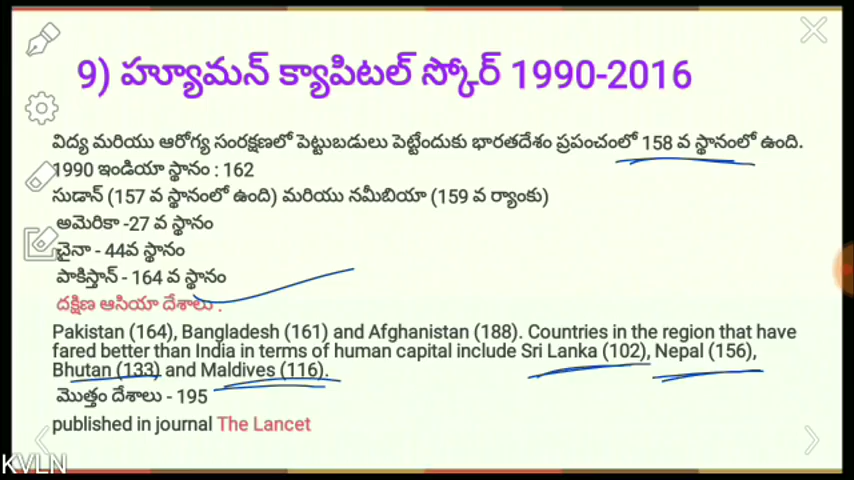 9) హ్యూమన్ క్యాపిటల్ స్కోర్ 1990-2016
విద్య మరియు ఆరోగ్య సంరక్షణలో పెట్టుబడులు పెట్టేందుకు భారతదేశం ప్రపంచంలో 158 వ స్థానంలో ఉంది.
1990 ఇండియా స్థానం : 162
సుడాన్ (157 వ స్థానంలో ఉంది) మరియు నమీబియా (159 వ ర్యాంకు)
అమెరికా -27 వ స్థానం
చైనా - 44వ స్థానం
పాకిస్తాన్ - 164 వ స్థానం
దక్షిణ ఆసియా దేశాలు .
Pakistan (164), Bangladesh (161) and Afghanistan (188). Countries in the region that have
fared better than India in terms of human capital include Sri Lanka (102), Nepal (156),
Bhutan (133) and Maldives (116).
మొత్తం దేశాలు - 195
published in journal The Lancet
KVLN